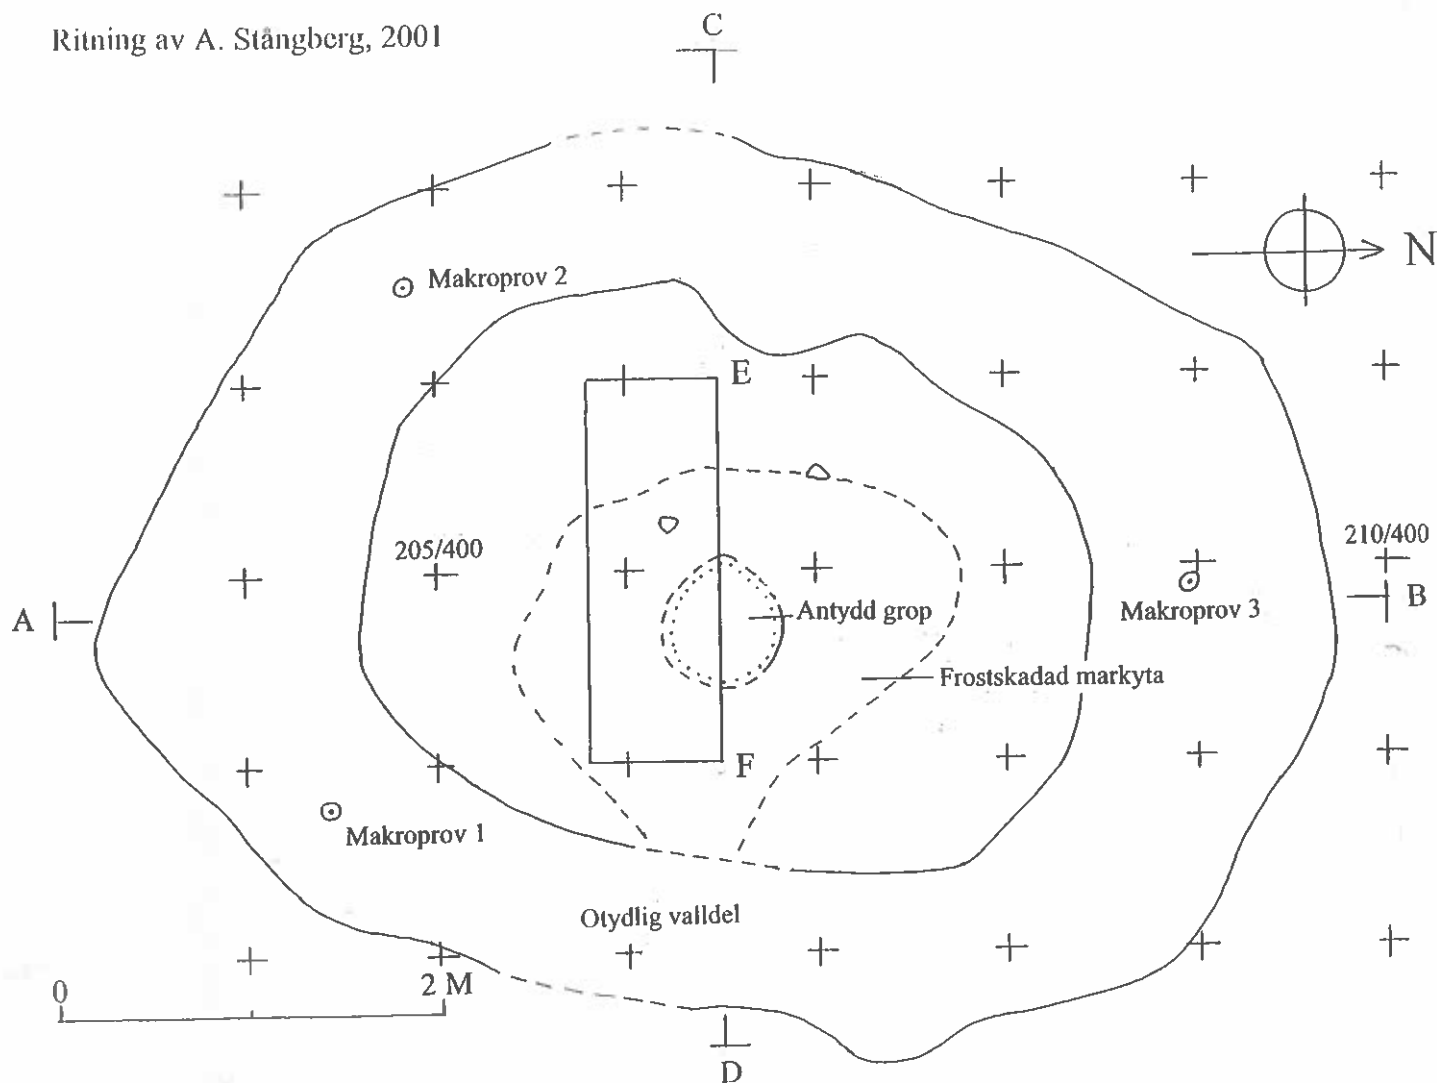 Ritning av A. Stångberg, 2001
C
N
Makroprov 2
E
205/400
210/400
A
B
Antydd grop
Makroprov 3
Frostskadad markyta
F
Makroprov 1
Otydlig valldel
0
2 M
D